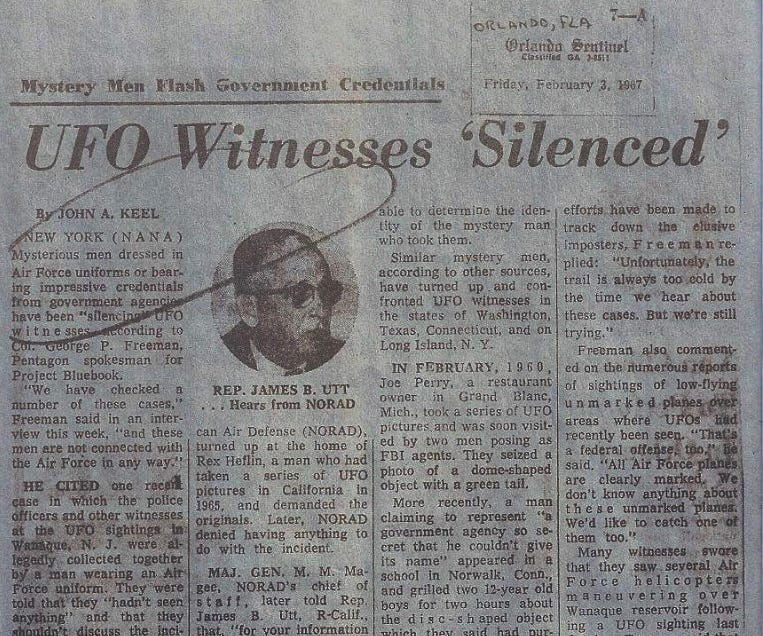 ORLANDO, FLA
7—A
Orlando Sentinel
Classified GA
Friday, February 3, 1967
Mystery Men Flash Government Credentials
UFO Witnesses 'Silenced'
By JOHN A. KEEL
NEW YORK (NANA)
Mysterious men dressed in
Air Force uniforms or bear-
ing impressive credentials
from government agencies
have been "silencing" UFO
witnesses, according to
Col. George P. Freeman,
Pentagon spokesman for
Project Bluebook.
"We have checked a
number of these cases,"
Freeman said in an inter-
view this week, "and these
men are not connected with
the Air Force in any way."
HE CITED one recent
case in which the police
officers and other witnesses
at the UFO sightings in
Wanaque, N. J. were al-
legedly collected together
by a man wearing an Air
Force uniform. They were
told that they "hadn't seen
anything" and that they
shouldn't discuss the inci-
REP. JAMES B. UTT
. . . Hears from NORAD
can Air Defense (NORAD),
turned up at the home of
Rex Heflin, a man who had
taken a series of UFO
pictures in California in
1965, and demanded the
originals. Later, NORAD
denied having anything to
do with the incident.
MAJ. GEN. M. M. Ma-
gee, NORAD's chief of
staff, later told Rep.
James B. Utt, R-Calif.,
that, "for your information
able to determine the iden-
tity of the mystery man
who took them.
Similar mystery men,
according to other sources,
have turned up and con-
fronted UFO witnesses in
the states of Washington,
Texas, Connecticut, and on
Long Island, N. Y.
IN FEBRUARY, 1960,
Joe Perry, a restaurant
owner in Grand Blanc,
Mich., took a series of UFO
pictures and was soon visit-
ed by two men posing as
FBI agents. They seized a
photo of a dome-shaped
object with a green tail.
More recently, a man
claiming to represent "a
government agency so se-
cret that he couldn't give
its name" appeared in a
school in Norwalk, Conn.,
and grilled two 12-year old
boys for two hours about
the disc-shaped object
which they said had pur-
efforts have been made to
track down the elusive
imposters, Freeman re-
plied: "Unfortunately, the
trail is always too cold by
the time we hear about
these cases. But we're still
trying."
Freeman also comment-
ed on the numerous reports
of sightings of low-flying
unmarked planes over
areas where UFOs had
recently been seen. "That's
a federal offense, too," he
said. "All Air Force planes
are clearly marked. We
don't know anything about
these unmarked planes.
We'd like to catch one of
them too."
Many witnesses swore
that they saw several Air
Force helicopters
maneuvering over
Wanaque reservoir follow-
ing a UFO sighting last